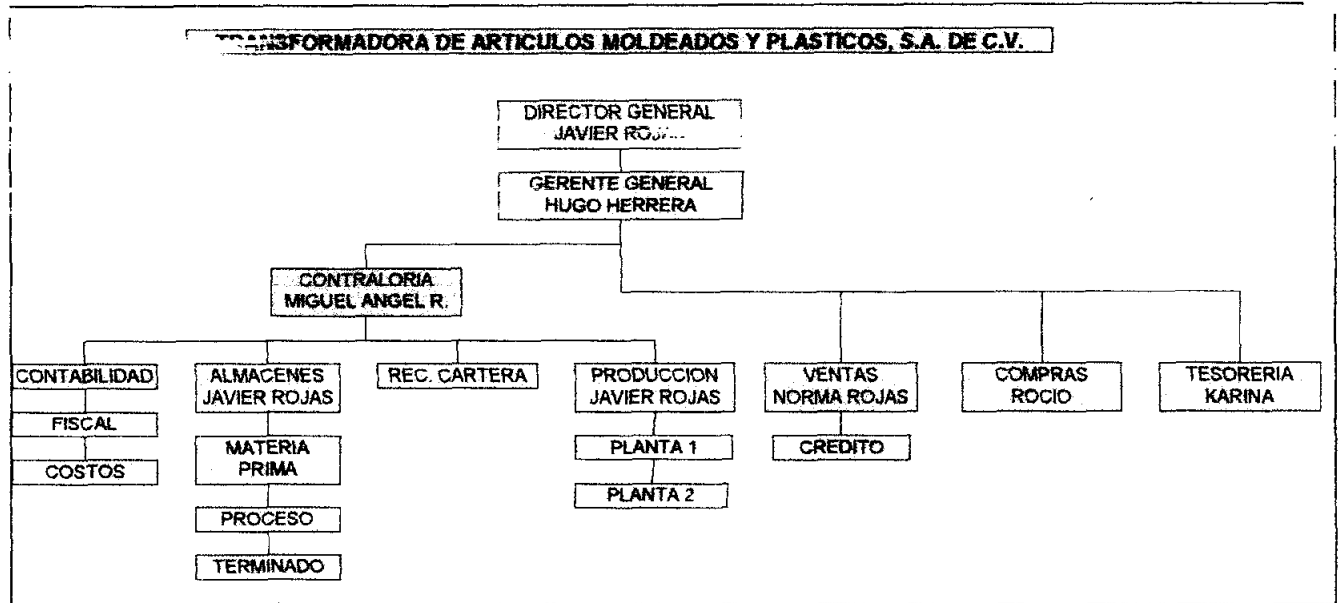 TRANSFORMADORA DE ARTICULOS MOLDEADOS Y PLASTICOS, S.A. DE C.V.
DIRECTOR GENERAL
JAVIER
GERENTE GENERAL
HUGO HERRERA
CONTRALORIA
MIGUEL ANGEL R.
CONTABILIDAD
FISCAL
COSTOS
ALMACENES
JAVIER ROJAS
MATERIA
PRIMA
PROCESO
TERMINADO
REC. CARTERA
PRODUCCION
JAVIER ROJAS
PLANTA 1
PLANTA 2
VENTAS
NORMA ROJAS
CREDITO
COMPRAS
ROCIO
TESORERIA
KARINA